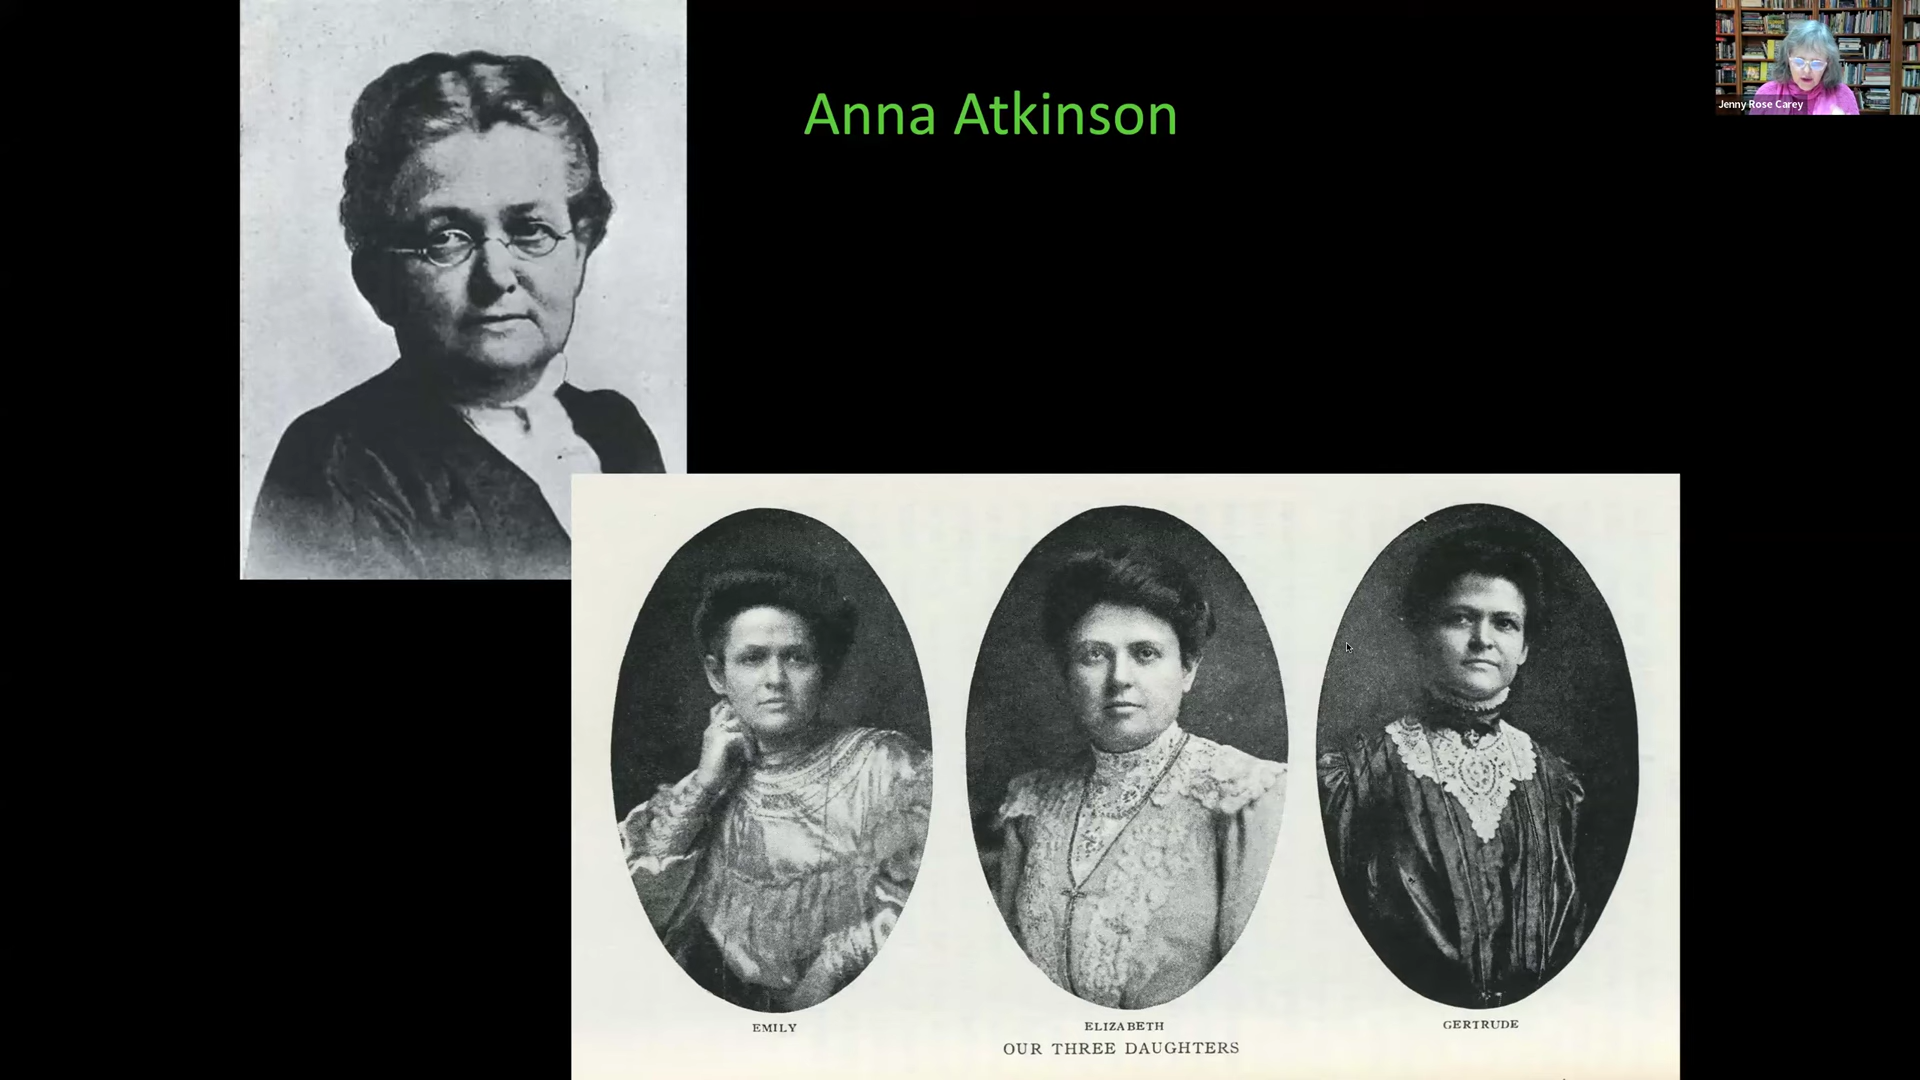 Anna Atkinson
Jenny Rose Carey
EMILY
ELIZABETH
GERTRUDE
OUR THREE DAUGHTERS